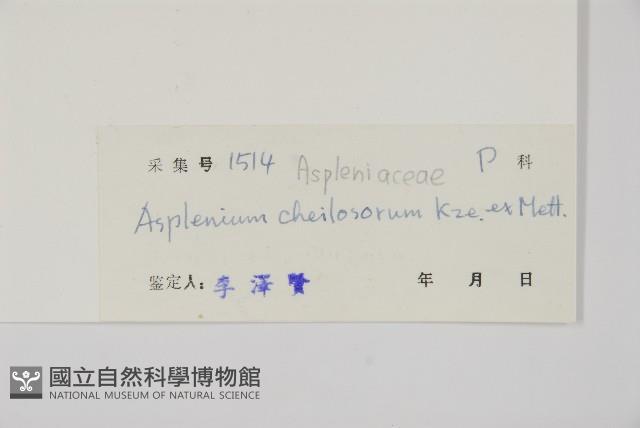 采集号 1514 Aspleniaceae P 科
Asplenium cheilosorum Kze. ex Mett.
鉴定人: 李澤賢 年 月 日
國立自然科學博物館
NATIONAL MUSEUM OF NATURAL SCIENCE